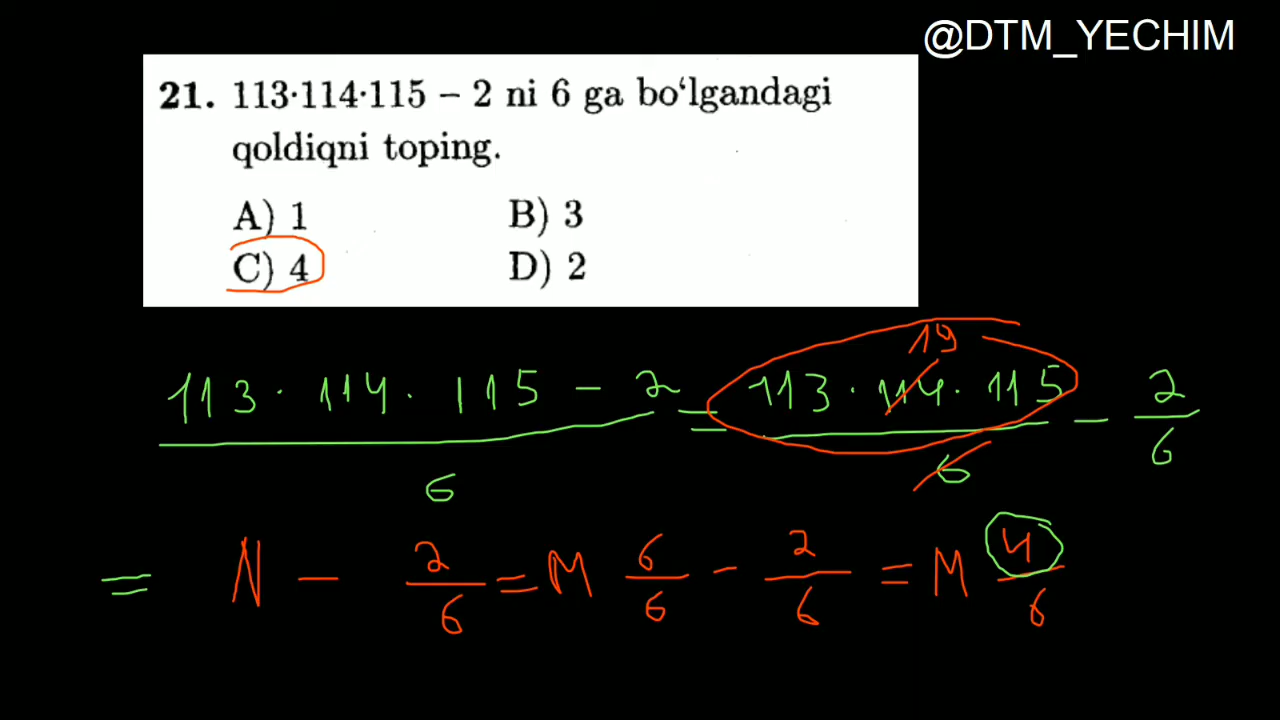 @DTM_YECHIM
21. 113·114·115 – 2 ni 6 ga bo‘lgandagi
qoldiqni toping.
A) 1 B) 3
C) 4 D) 2
19
113 · 114 · 115 – 2 = 113 · 114 · 115 – 2
6 6 6
= N – 2/6 = M 6/6 – 2/6 = M 4/6